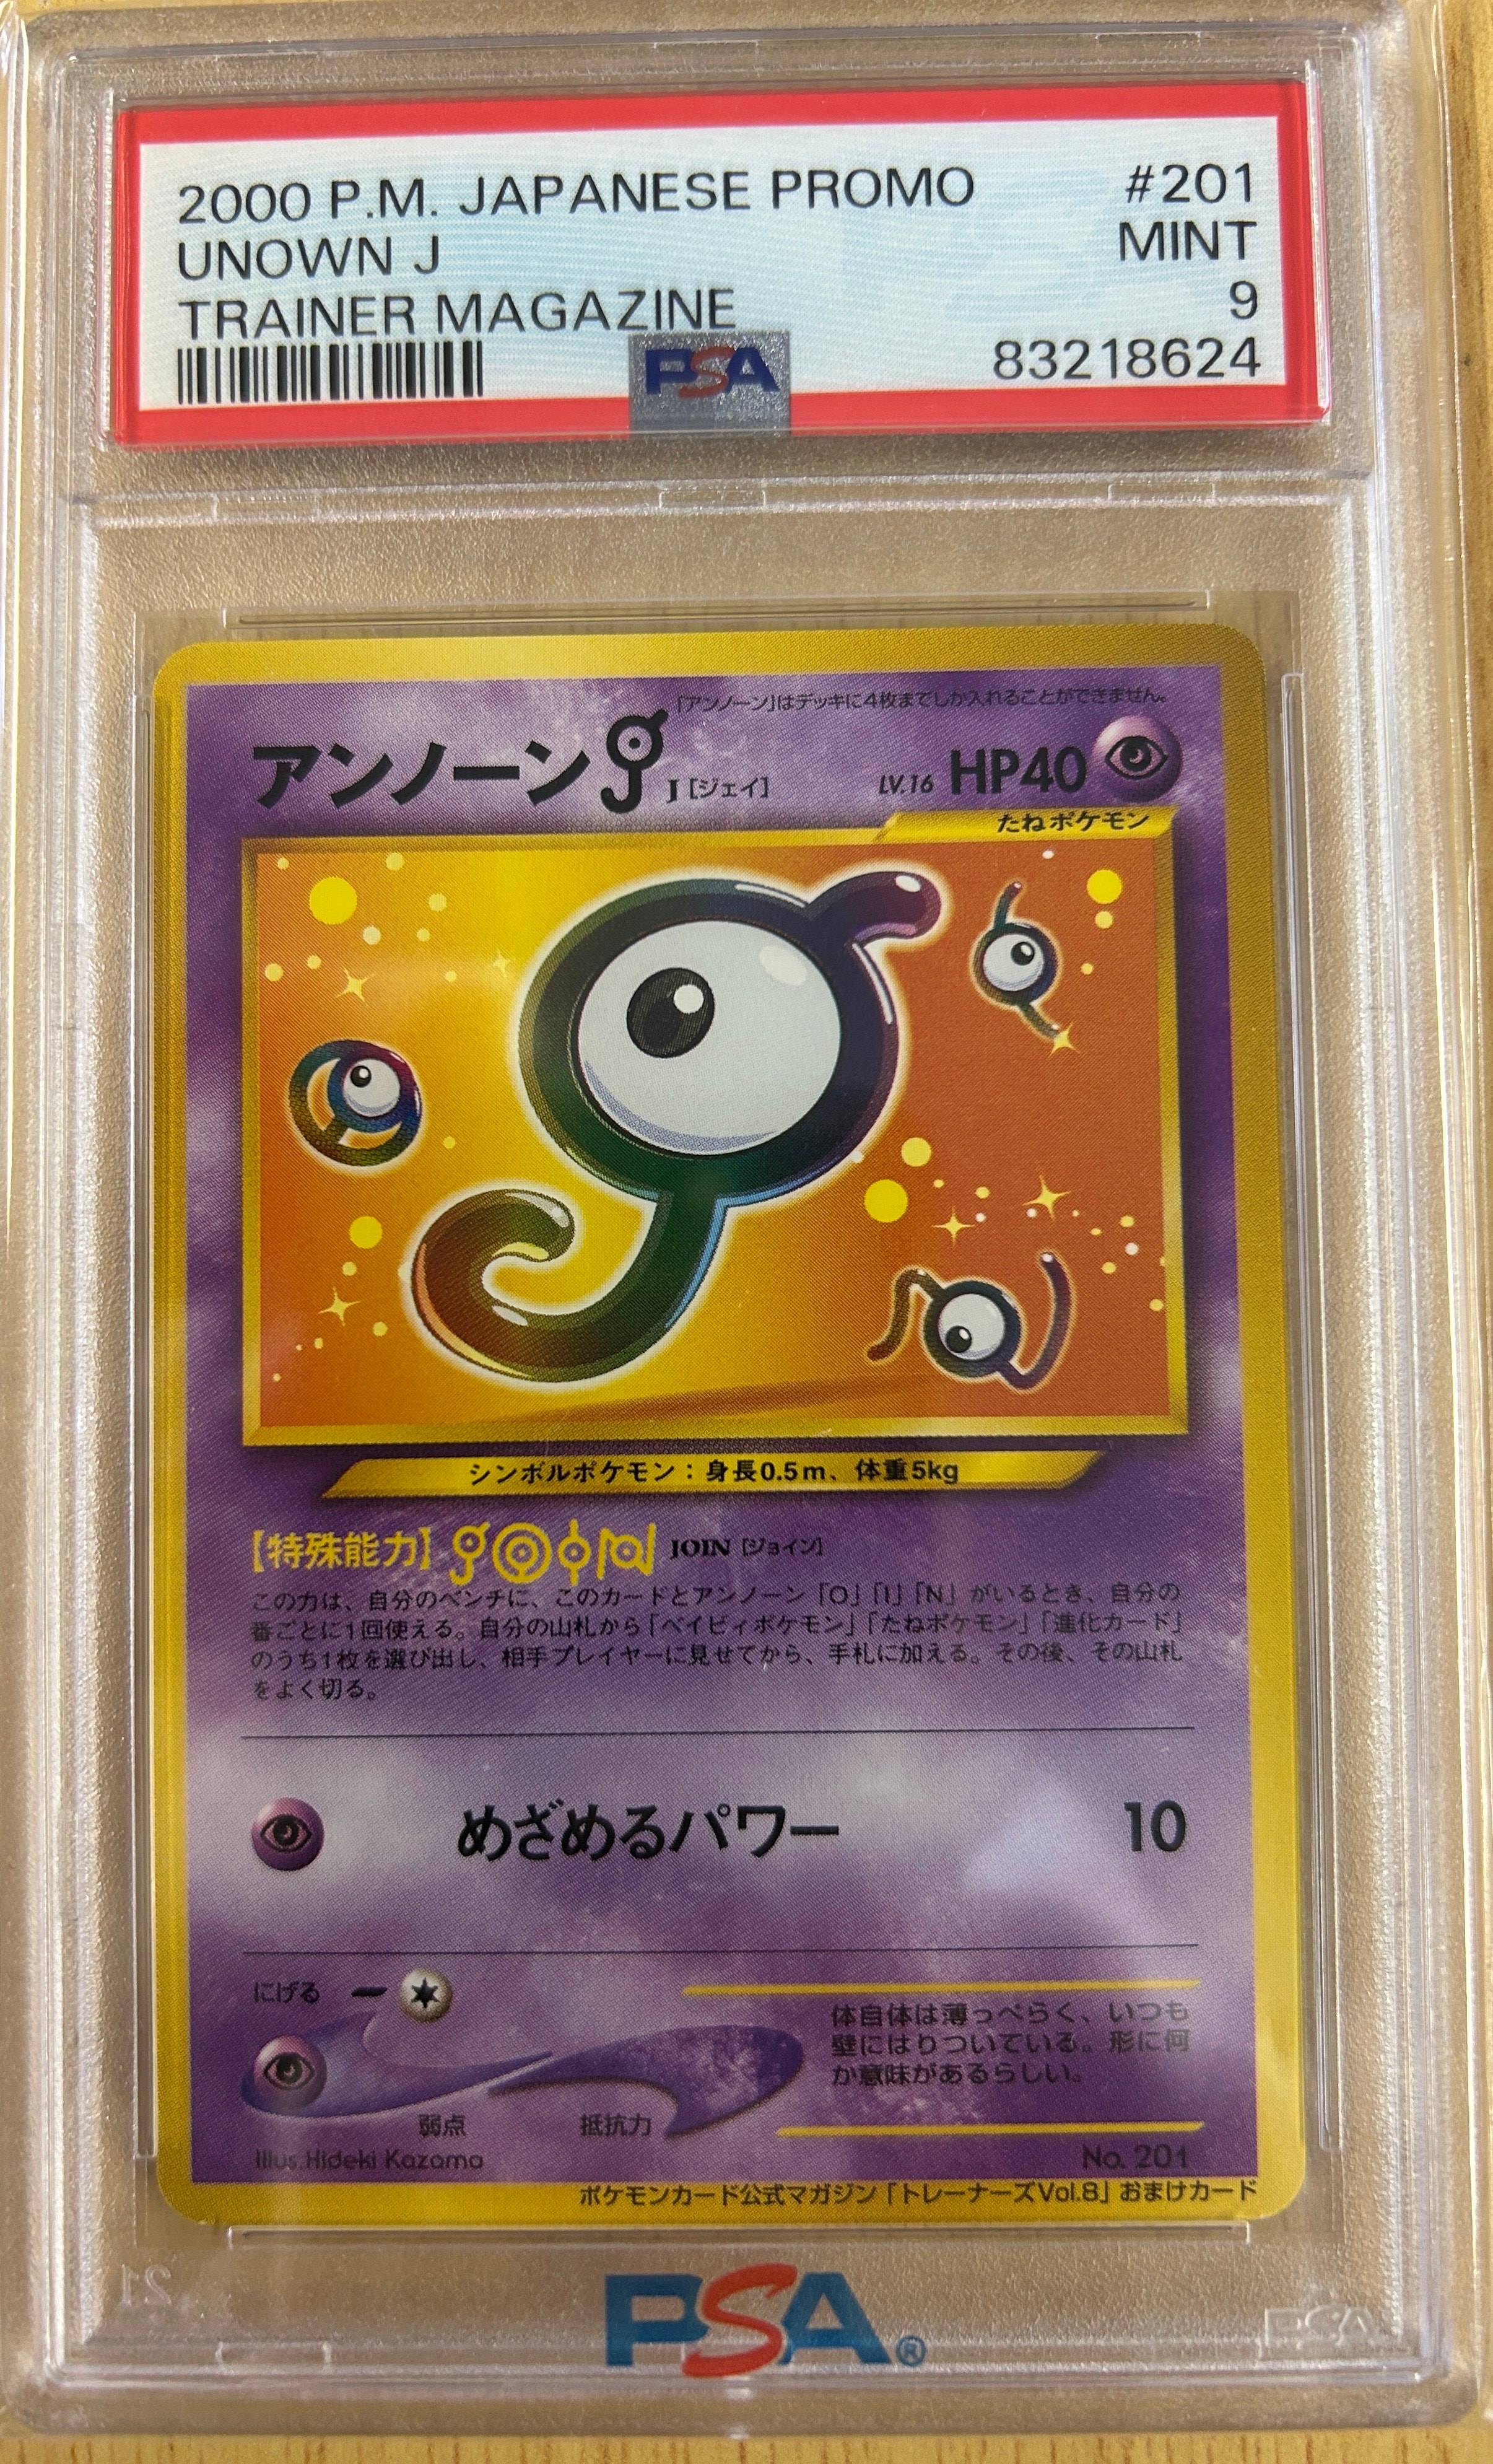 2000 P.M. JAPANESE PROMO #201
UNOWN J MINT
TRAINER MAGAZINE 9
PSA 83218624
「アンノーン」はデッキに4枚までしか入れることができません。
アンノーンJ J [ジェイ] LV.16 HP40
たねポケモン
シンボルポケモン：身長0.5m、体重5kg
【特殊能力】JOIN JOIN [ジョイン]
この力は、自分のベンチに、このカードとアンノーン「O」「I」「N」がいるとき、自分の
番ごとに1回使える。自分の山札から「ベイビィポケモン」「たねポケモン」「進化カード」
のうち1枚を選び出し、相手プレイヤーに見せてから、手札に加える。その後、その山札
をよく切る。
めざめるパワー 10
にげる
体自体は薄っぺらく、いつも
壁にはりついている。形に何
か意味があるらしい。
弱点 抵抗力
Illus. Hideki Kazama No. 201
ポケモンカード公式マガジン「トレーナーズVol.8」おまけカード
PSA®
21
PSA